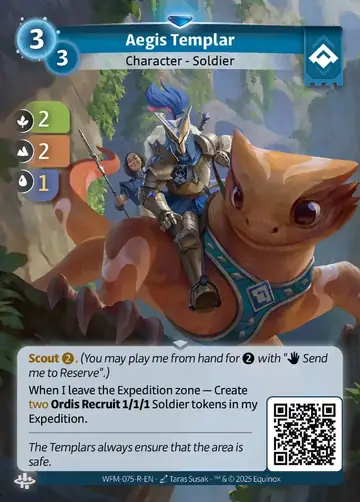 3
Aegis Templar
3
Character - Soldier
2
2
1
Scout 2. (You may play me from hand for 2 with " Send
me to Reserve".)
When I leave the Expedition zone — Create
two Ordis Recruit 1/1/1 Soldier tokens in my
Expedition.
The Templars always ensure that the area is
safe.
WFM-075-R-EN - Taras Susak - ™ & © 2025 Equinox